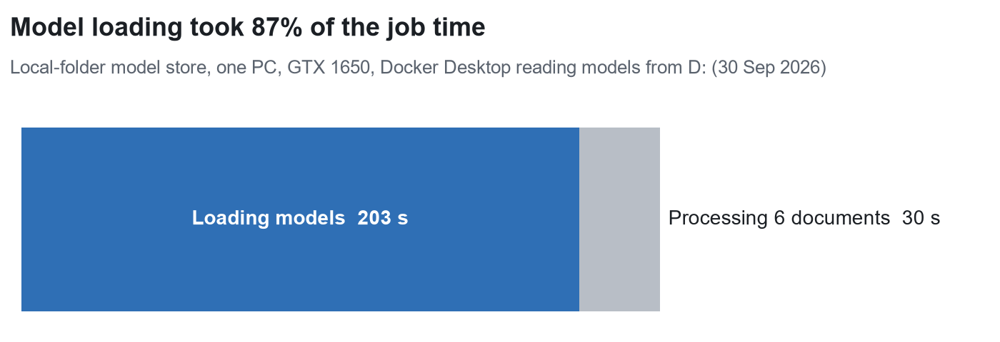 Model loading took 87% of the job time
Local-folder model store, one PC, GTX 1650, Docker Desktop reading models from D: (30 Sep 2026)
Loading models 203 s
Processing 6 documents 30 s